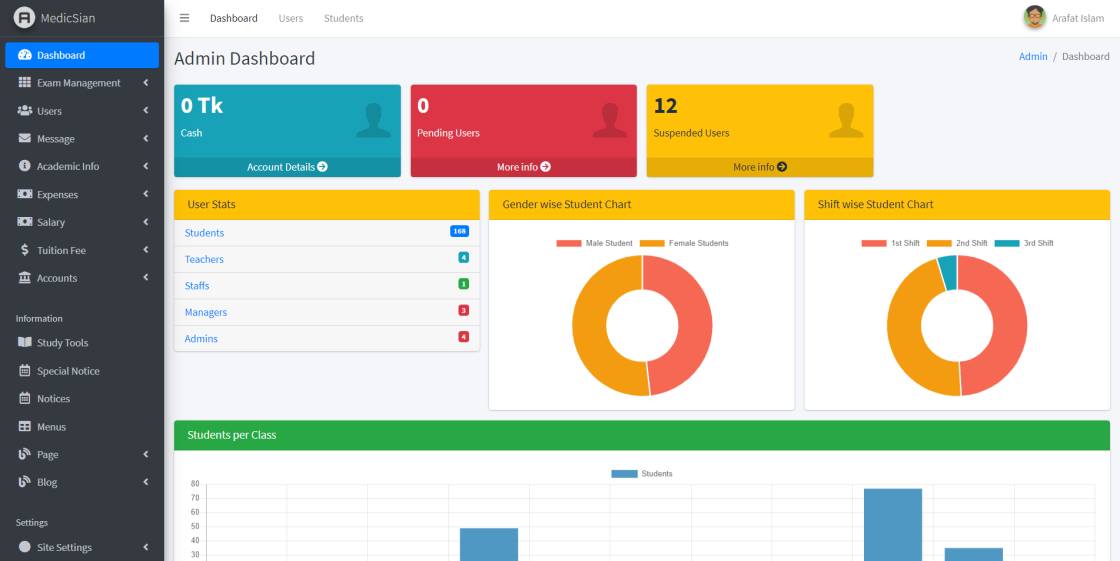 MedicSian
Dashboard
Exam Management
Users
Message
Academic Info
Expenses
Salary
Tuition Fee
Accounts
Information
Study Tools
Special Notice
Notices
Menus
Page
Blog
Settings
Site Settings
Dashboard Users Students
Arafat Islam
Admin Dashboard
Admin / Dashboard
0 Tk
Cash
Account Details
0
Pending Users
More info
12
Suspended Users
More info
User Stats
Students 168
Teachers 4
Staffs 1
Managers 3
Admins 4
Gender wise Student Chart
Male Student Female Students
Shift wise Student Chart
1st Shift 2nd Shift 3rd Shift
Students per Class
Students
80
70
60
50
40
30